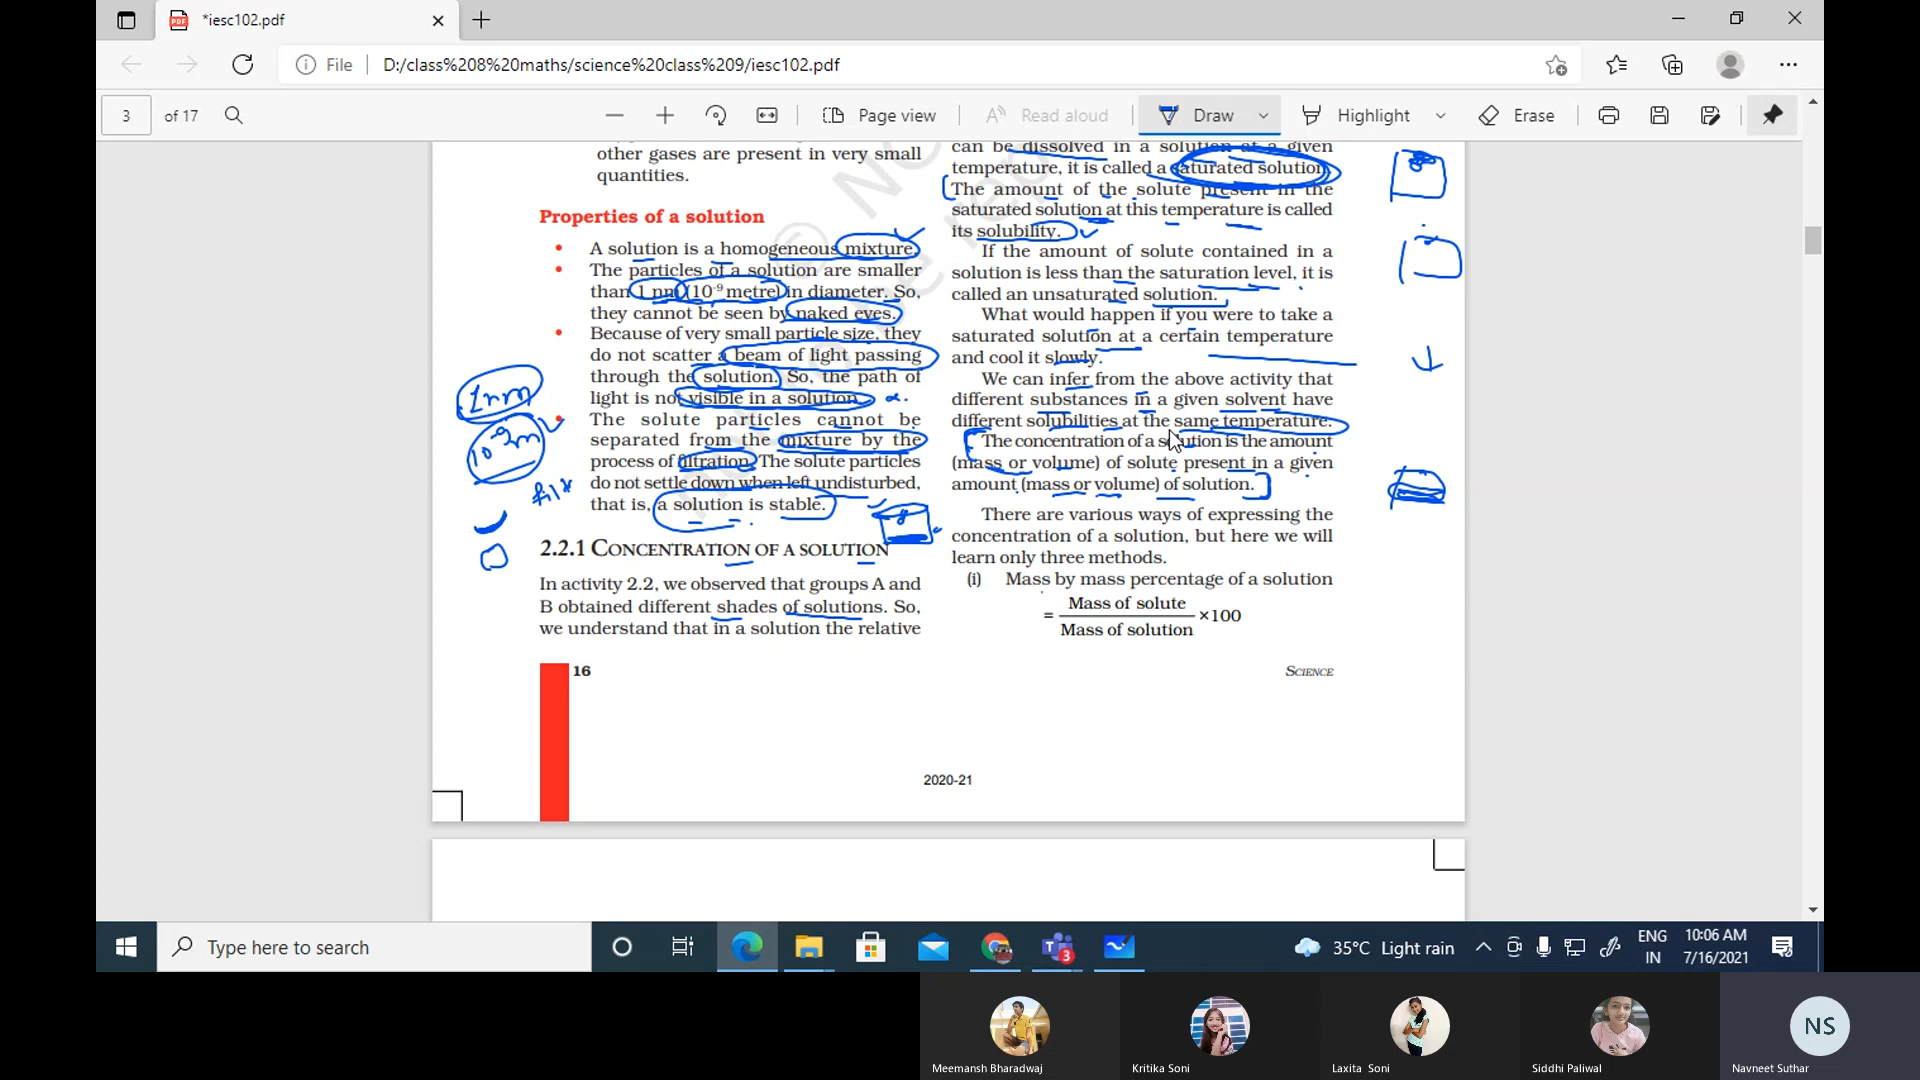 *iesc102.pdf
File
D:/class%208%20maths/science%20class%209/iesc102.pdf
3
of 17
Page view
Read aloud
Draw
Highlight
Erase
other gases are present in very small
quantities.
Properties of a solution
• A solution is a homogeneous mixture.
• The particles of a solution are smaller
than 1 nm (10⁻⁹ metre) in diameter. So,
they cannot be seen by naked eyes.
• Because of very small particle size, they
do not scatter a beam of light passing
through the solution. So, the path of
light is not visible in a solution.
• The solute particles cannot be
separated from the mixture by the
process of filtration. The solute particles
do not settle down when left undisturbed,
that is, a solution is stable.
1nm
10⁻⁹m
2.2.1 CONCENTRATION OF A SOLUTION
In activity 2.2, we observed that groups A and
B obtained different shades of solutions. So,
we understand that in a solution the relative
can be dissolved in a solution at a given
temperature, it is called a saturated solution.
The amount of the solute present in the
saturated solution at this temperature is called
its solubility.
If the amount of solute contained in a
solution is less than the saturation level, it is
called an unsaturated solution.
What would happen if you were to take a
saturated solution at a certain temperature
and cool it slowly.
We can infer from the above activity that
different substances in a given solvent have
different solubilities at the same temperature.
The concentration of a solution is the amount
(mass or volume) of solute present in a given
amount (mass or volume) of solution.
There are various ways of expressing the
concentration of a solution, but here we will
learn only three methods.
(i) Mass by mass percentage of a solution
= Mass of solute
Mass of solution ×100
16
SCIENCE
2020-21
Type here to search
3
35°C Light rain
ENG
IN
10:06 AM
7/16/2021
NS
Meemansh Bharadwaj
Kritika Soni
Laxita Soni
Siddhi Paliwal
Navneet Suthar